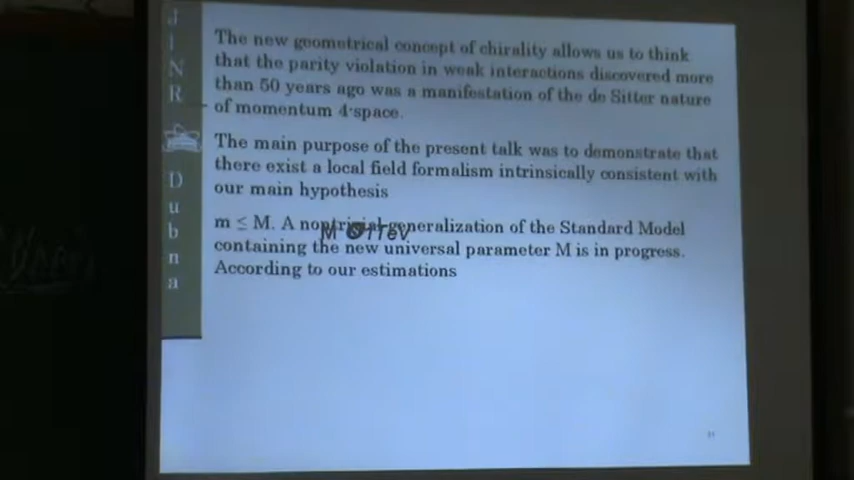 JINR
Dubna
The new geometrical concept of chirality allows us to think
that the parity violation in weak interactions discovered more
than 50 years ago was a manifestation of the de Sitter nature
of momentum 4-space.
The main purpose of the present talk was to demonstrate that
there exist a local field formalism intrinsically consistent with
our main hypothesis
m ≤ M. A nontrivial generalization of the Standard Model
containing the new universal parameter M is in progress.
According to our estimations